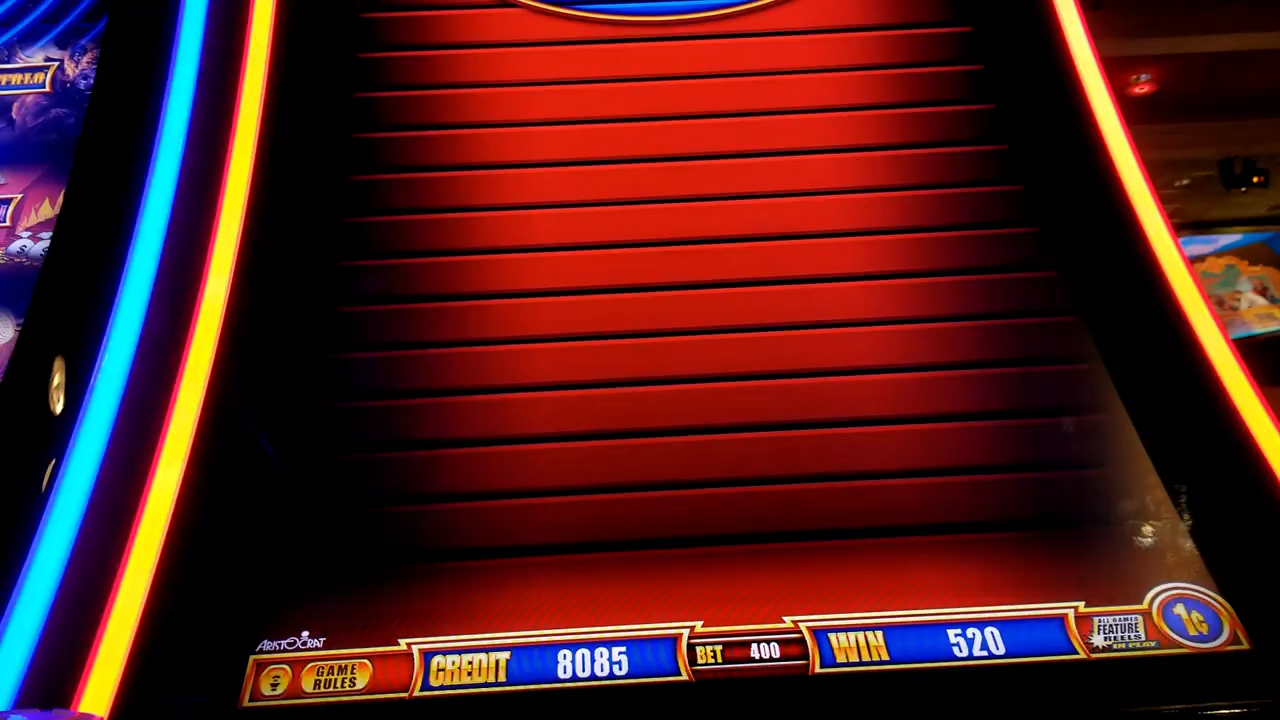 ARISTOCRAT
GAME
RULES
CREDIT 8085
BET 400
WIN 520
ALL GAMES
FEATURE
REELS
IN PLAY
1¢